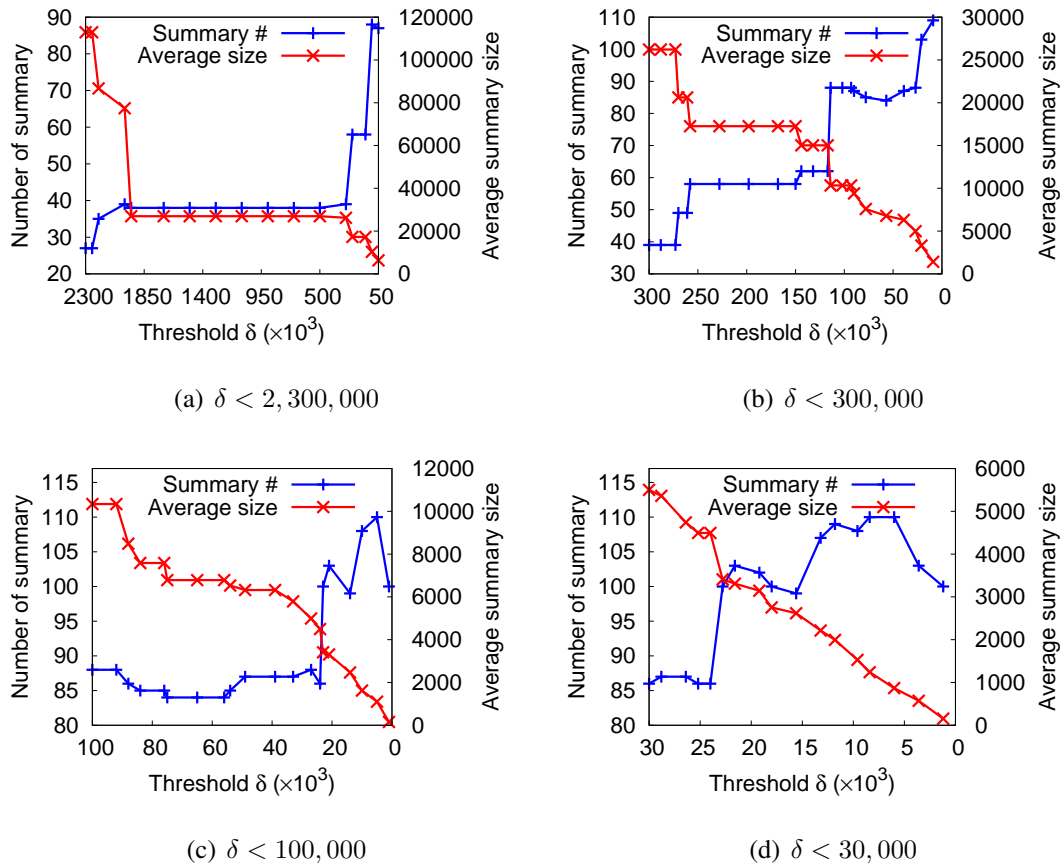 90
80
70
60
50
40
30
20
Number of summary
Summary #
Average size
120000
100000
80000
60000
40000
20000
0
Average summary size
2300 1850 1400 950 500 50
Threshold δ (×10³)
(a) δ < 2, 300, 000
110
100
90
80
70
60
50
40
30
Number of summary
Summary #
Average size
30000
25000
20000
15000
10000
5000
0
Average summary size
300 250 200 150 100 50 0
Threshold δ (×10³)
(b) δ < 300, 000
115
110
105
100
95
90
85
80
Number of summary
Summary #
Average size
12000
10000
8000
6000
4000
2000
0
Average summary size
100 80 60 40 20 0
Threshold δ (×10³)
(c) δ < 100, 000
115
110
105
100
95
90
85
80
Number of summary
Summary #
Average size
6000
5000
4000
3000
2000
1000
0
Average summary size
30 25 20 15 10 5 0
Threshold δ (×10³)
(d) δ < 30, 000